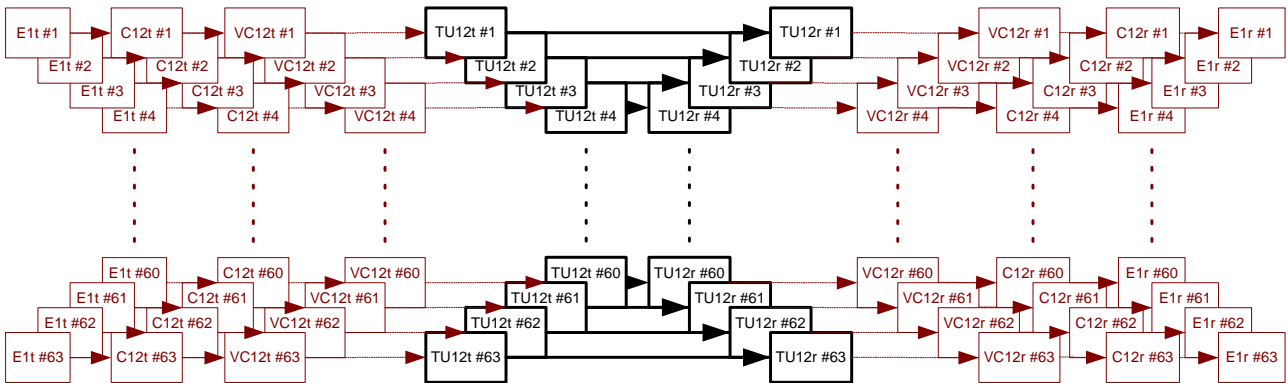 E1t #1 C12t #1 VC12t #1 TU12t #1 TU12r #1 VC12r #1 C12r #1 E1r #1
E1t #2 C12t #2 VC12t #2 TU12t #2 TU12r #2 VC12r #2 C12r #2 E1r #2
E1t #3 C12t #3 VC12t #3 TU12t #3 TU12r #3 VC12r #3 C12r #3 E1r #3
E1t #4 C12t #4 VC12t #4 TU12t #4 TU12r #4 VC12r #4 C12r #4 E1r #4
E1t #60 C12t #60 VC12t #60 TU12t #60 TU12r #60 VC12r #60 C12r #60 E1r #60
E1t #61 C12t #61 VC12t #61 TU12t #61 TU12r #61 VC12r #61 C12r #61 E1r #61
E1t #62 C12t #62 VC12t #62 TU12t #62 TU12r #62 VC12r #62 C12r #62 E1r #62
E1t #63 C12t #63 VC12t #63 TU12t #63 TU12r #63 VC12r #63 C12r #63 E1r #63